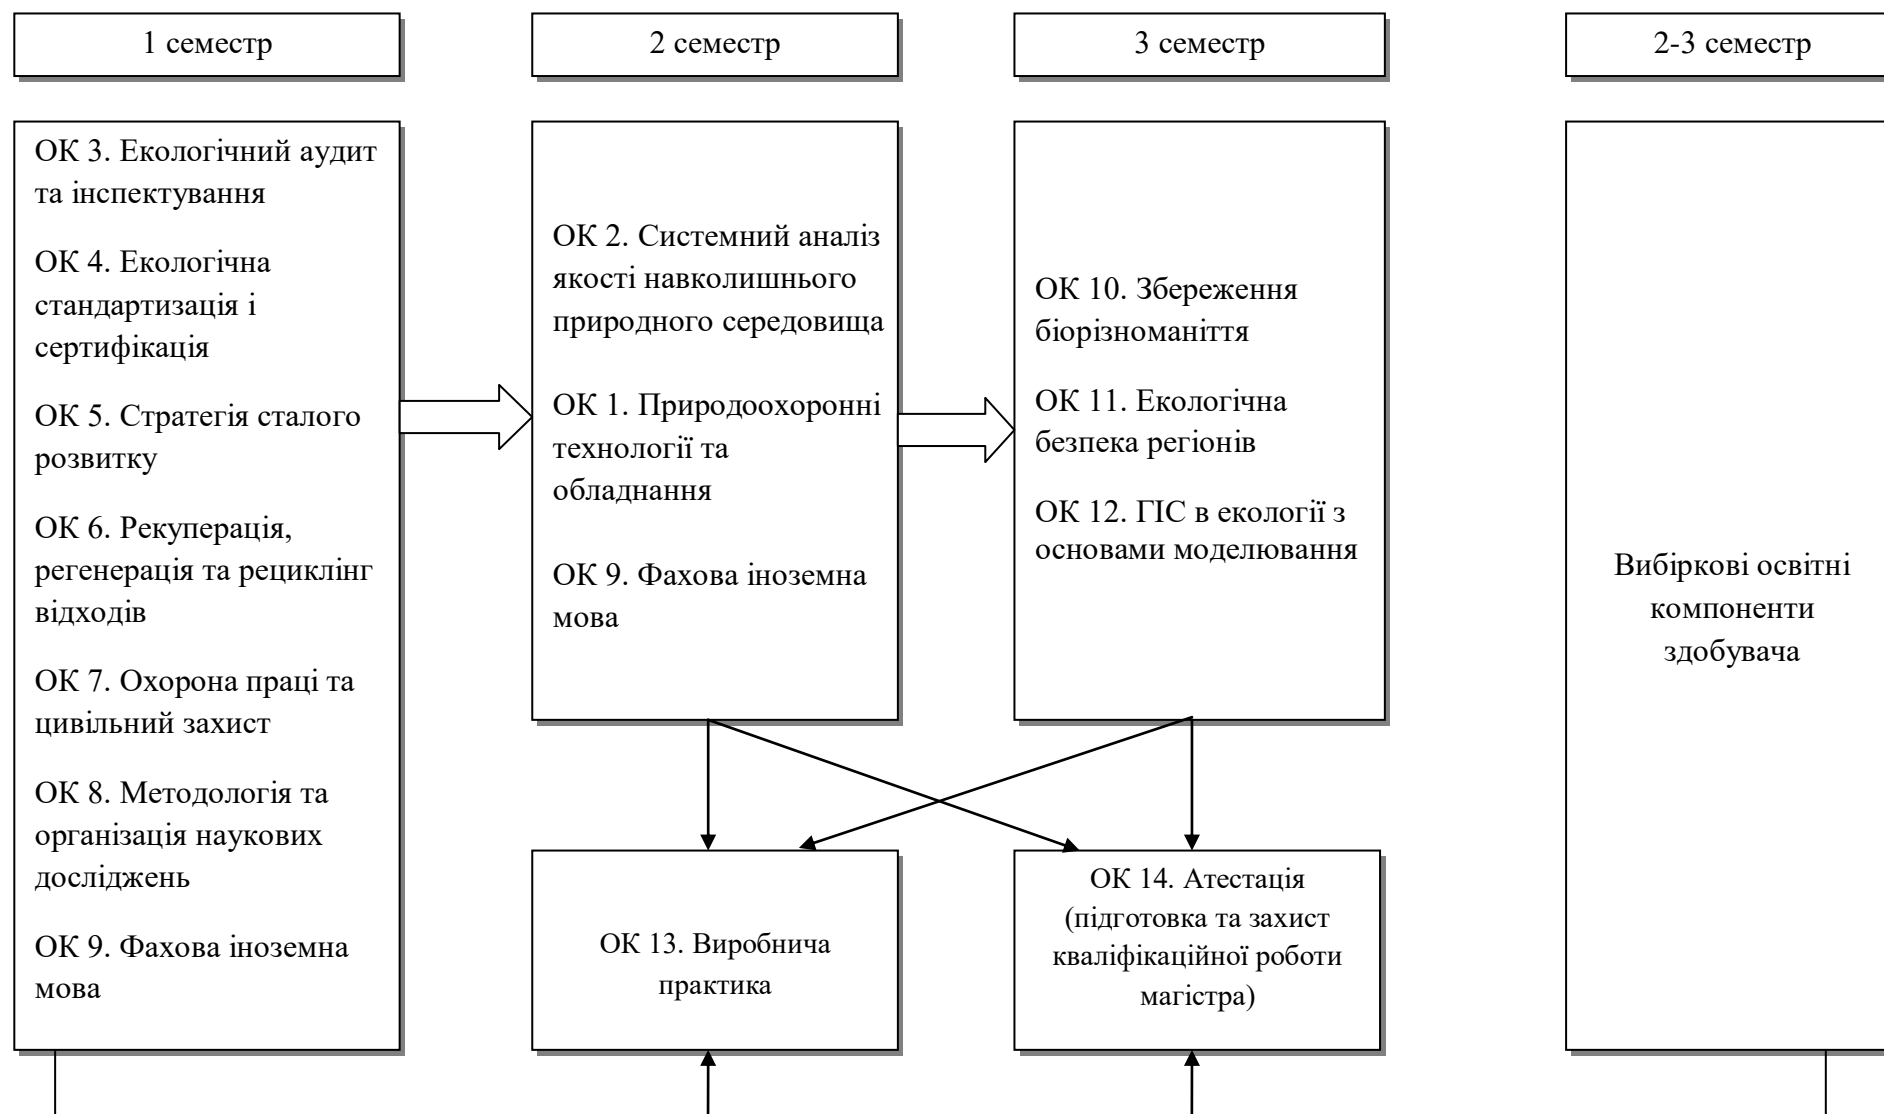 1 семестр
2 семестр
3 семестр
2-3 семестр
ОК 3. Екологічний аудит
та інспектування
ОК 4. Екологічна
стандартизація і
сертифікація
ОК 5. Стратегія сталого
розвитку
ОК 6. Рекуперація,
регенерація та рециклінг
відходів
ОК 7. Охорона праці та
цивільний захист
ОК 8. Методологія та
організація наукових
досліджень
ОК 9. Фахова іноземна
мова
ОК 2. Системний аналіз
якості навколишнього
природного середовища
ОК 1. Природоохоронні
технології та
обладнання
ОК 9. Фахова іноземна
мова
ОК 10. Збереження
біорізноманіття
ОК 11. Екологічна
безпека регіонів
ОК 12. ГІС в екології з
основами моделювання
Вибіркові освітні
компоненти
здобувача
ОК 13. Виробнича
практика
ОК 14. Атестація
(підготовка та захист
кваліфікаційної роботи
магістра)